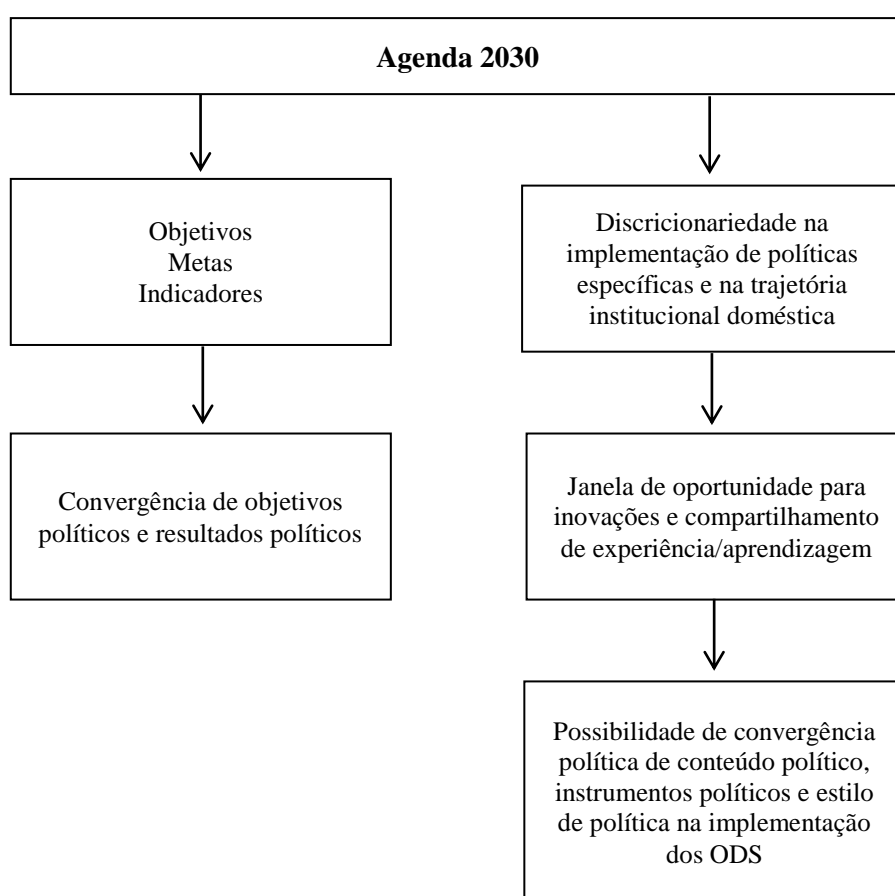 Agenda 2030
Objetivos
Metas
Indicadores
Convergência de objetivos
políticos e resultados políticos
Discricionariedade na
implementação de políticas
específicas e na trajetória
institucional doméstica
Janela de oportunidade para
inovações e compartilhamento
de experiência/aprendizagem
Possibilidade de convergência
política de conteúdo político,
instrumentos políticos e estilo
de política na implementação
dos ODS